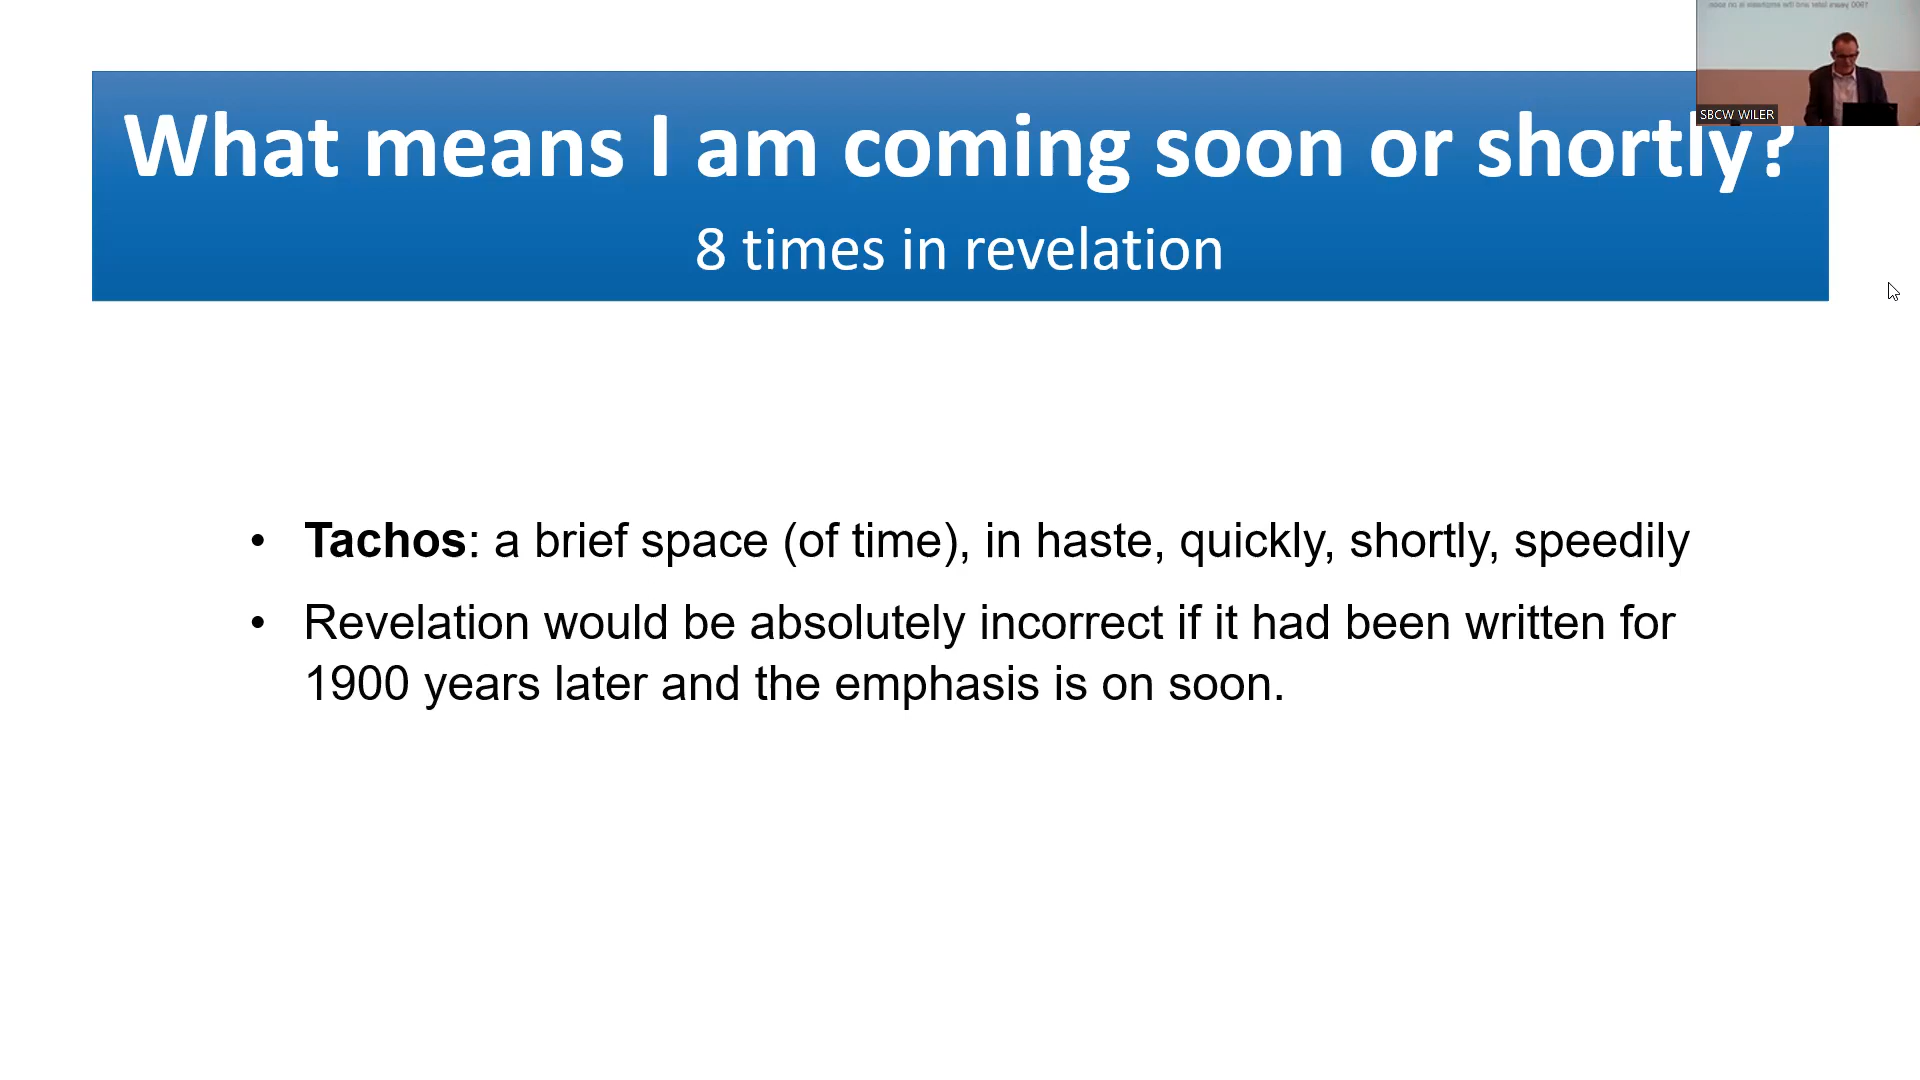 What means I am coming soon or shortly?
8 times in revelation
SBCW WILER
• Tachos: a brief space (of time), in haste, quickly, shortly, speedily
• Revelation would be absolutely incorrect if it had been written for
1900 years later and the emphasis is on soon.